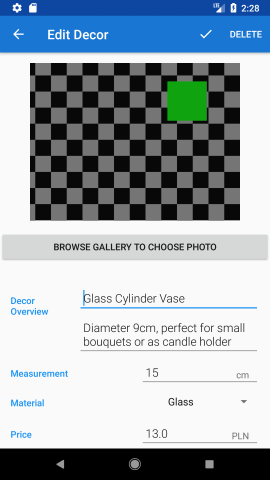 2:28
Edit Decor
DELETE
BROWSE GALLERY TO CHOOSE PHOTO
Decor
Overview
Glass Cylinder Vase
Diameter 9cm, perfect for small
bouquets or as candle holder
Measurement
15
cm
Material
Glass
Price
13.0
PLN